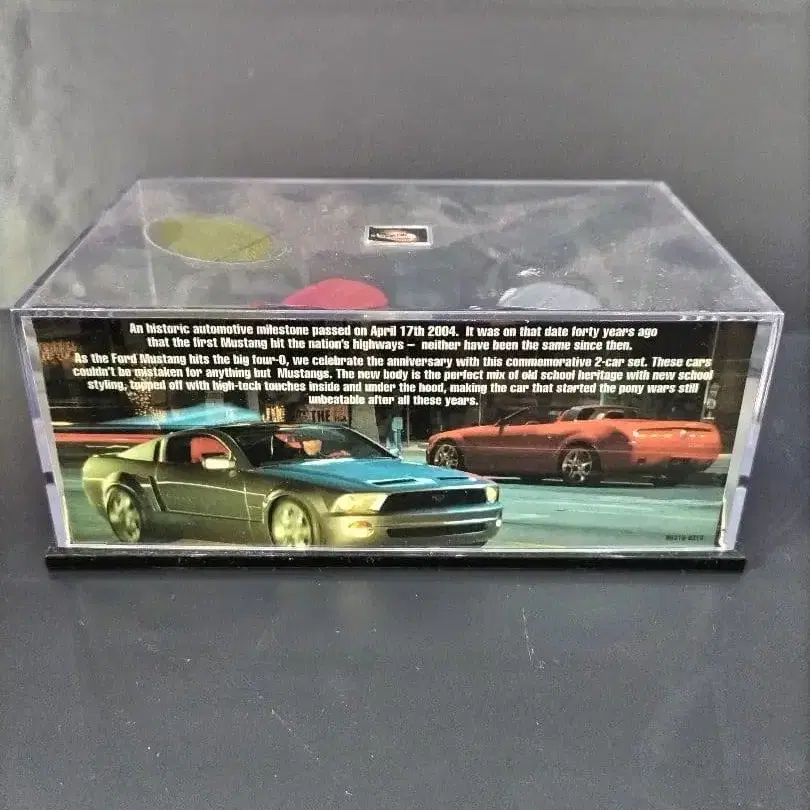 An historic automotive milestone passed on April 17th 2004. It was on that date forty years ago
that the first Mustang hit the nation's highways – neither have been the same since then.
As the Ford Mustang hits the big four-0, we celebrate the anniversary with this commemorative 2-car set. These cars
couldn't be mistaken for anything but Mustangs. The new body is the perfect mix of old school heritage with new school
styling, topped off with high-tech touches inside and under the hood, making the car that started the pony wars still
unbeatable after all these years.
THE